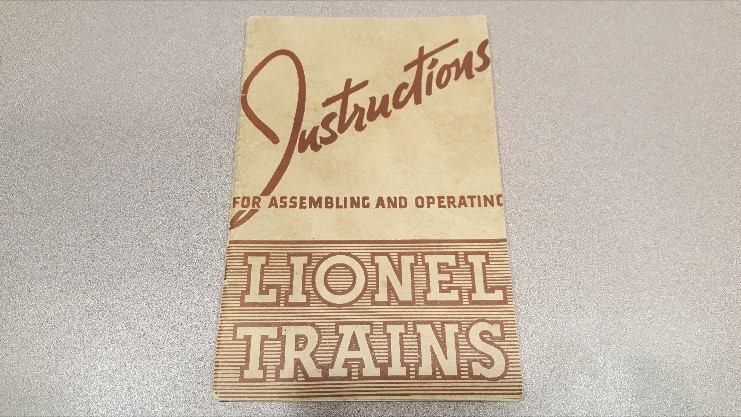 Instructions
FOR ASSEMBLING AND OPERATING
LIONEL
TRAINS